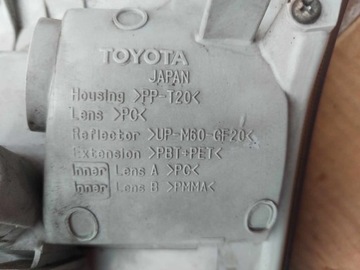 TOYOTA
JAPAN
Housing >PP-T20<
Lens >PC<
Reflector >UP-M60-GF20<
Extension >PBT+PET<
Inner Lens A >PC<
Inner Lens B >PMMA<